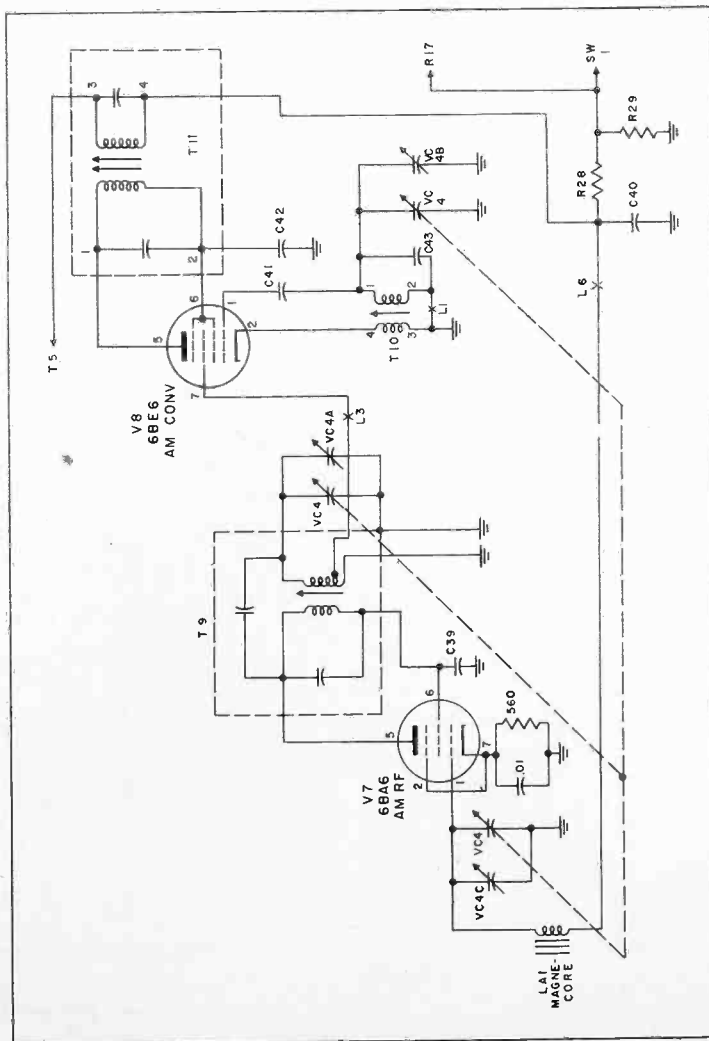 3
4
T11
1
2
T5
V8
6BE6
AM CONV
5
6
1
2
7
C42
C41
VC
4B
VC
4
C43
1
2
4
3
L1
T10
R17
SW
1
R29
R28
C40
L6
L3
VC4A
VC4
T9
C39
V7
6BA6
AM RF
5
6
2
1
7
560
.01
VC4
VC4C
LA1
MAGNE-
CORE